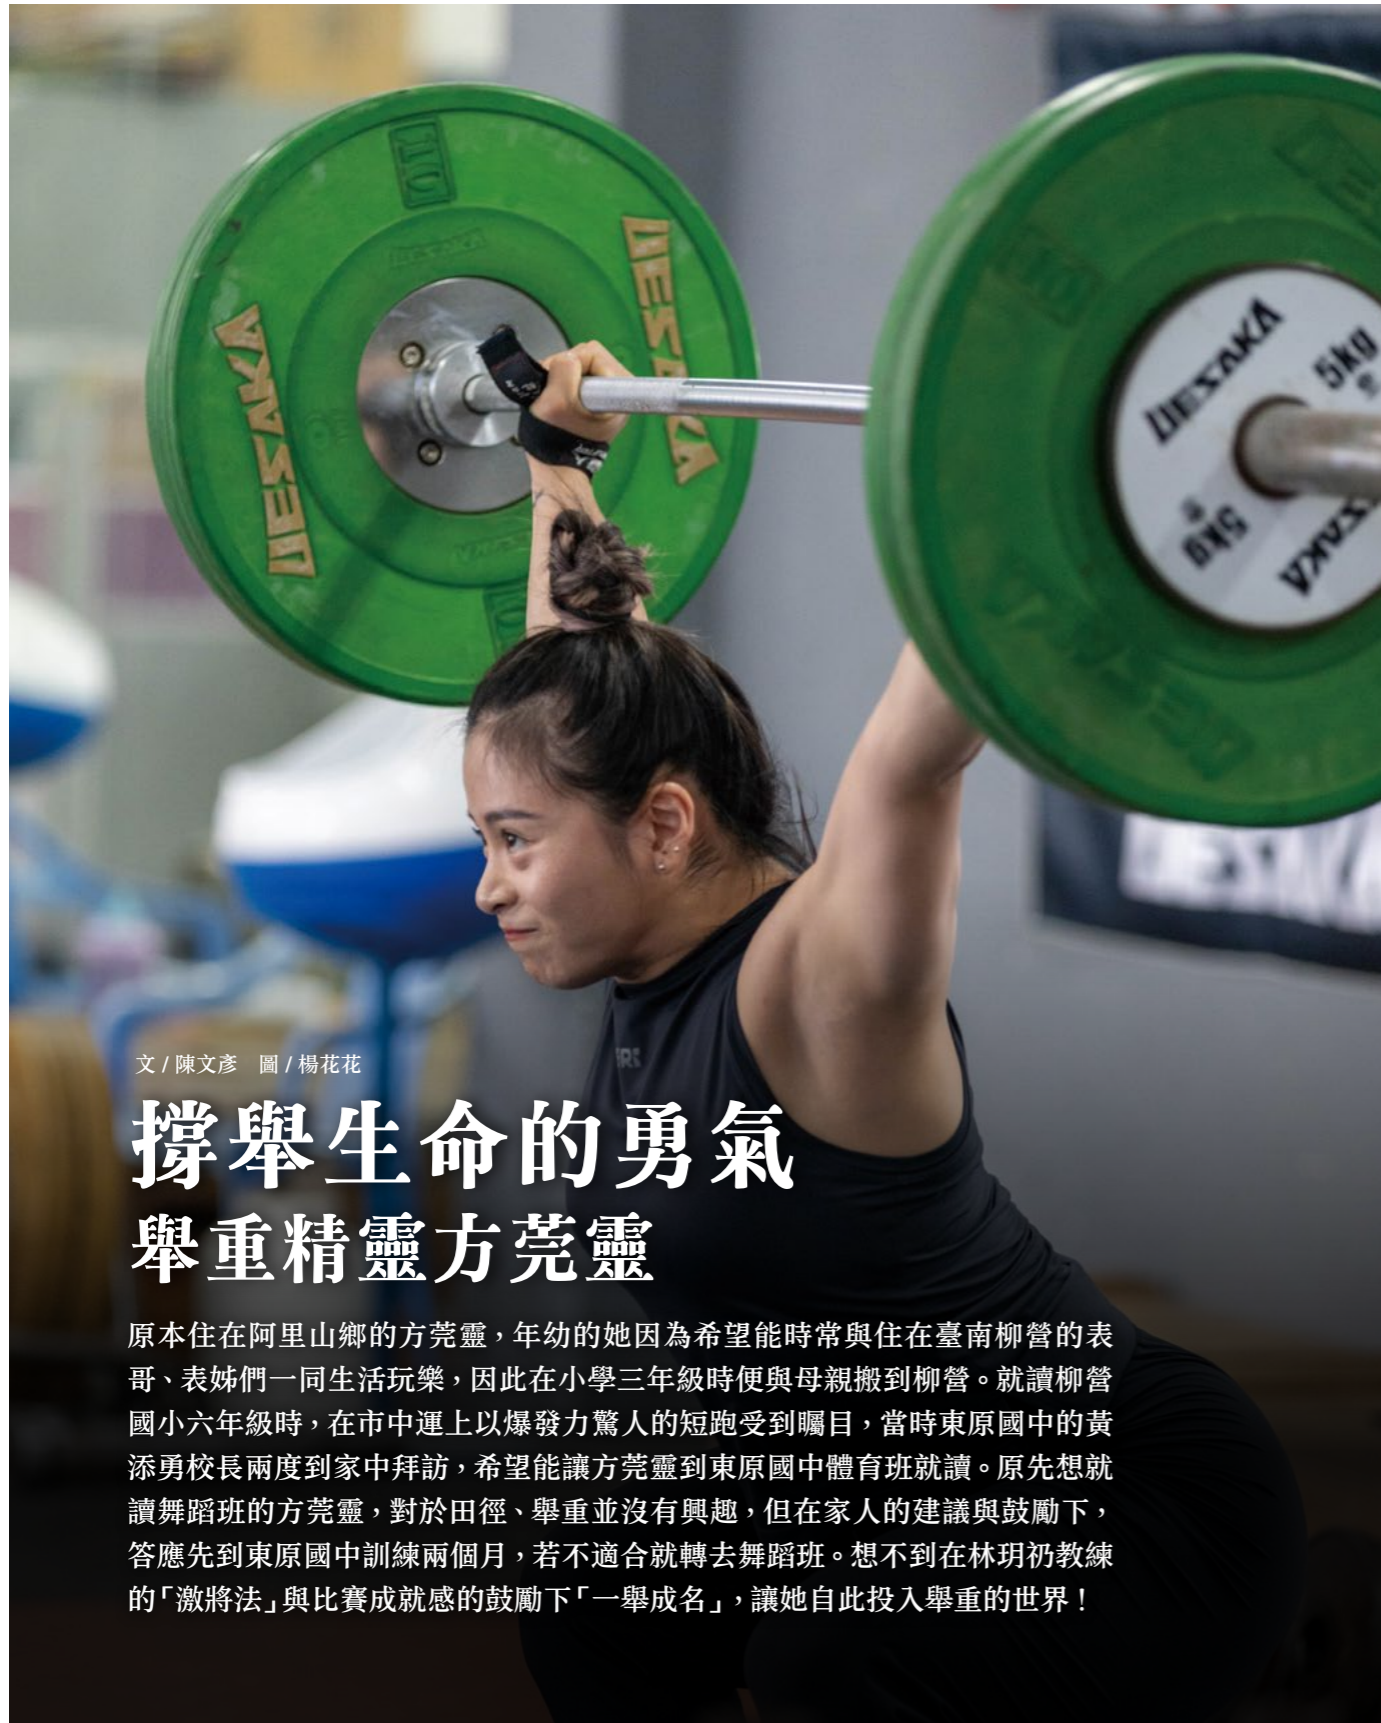 UESAKA
UESAKA
UESAKA
5kg
5kg
UESAKA
UESAKA
文 / 陳文彥　圖 / 楊花花
撐舉生命的勇氣
舉重精靈方莞靈
原本住在阿里山鄉的方莞靈，年幼的她因為希望能時常與住在臺南柳營的表
哥、表姊們一同生活玩樂，因此在小學三年級時便與母親搬到柳營。就讀柳營
國小六年級時，在市中運上以爆發力驚人的短跑受到矚目，當時東原國中的黃
添勇校長兩度到家中拜訪，希望能讓方莞靈到東原國中體育班就讀。原先想就
讀舞蹈班的方莞靈，對於田徑、舉重並沒有興趣，但在家人的建議與鼓勵下，
答應先到東原國中訓練兩個月，若不適合就轉去舞蹈班。想不到在林玥礽教練
的「激將法」與比賽成就感的鼓勵下「一舉成名」，讓她自此投入舉重的世界！